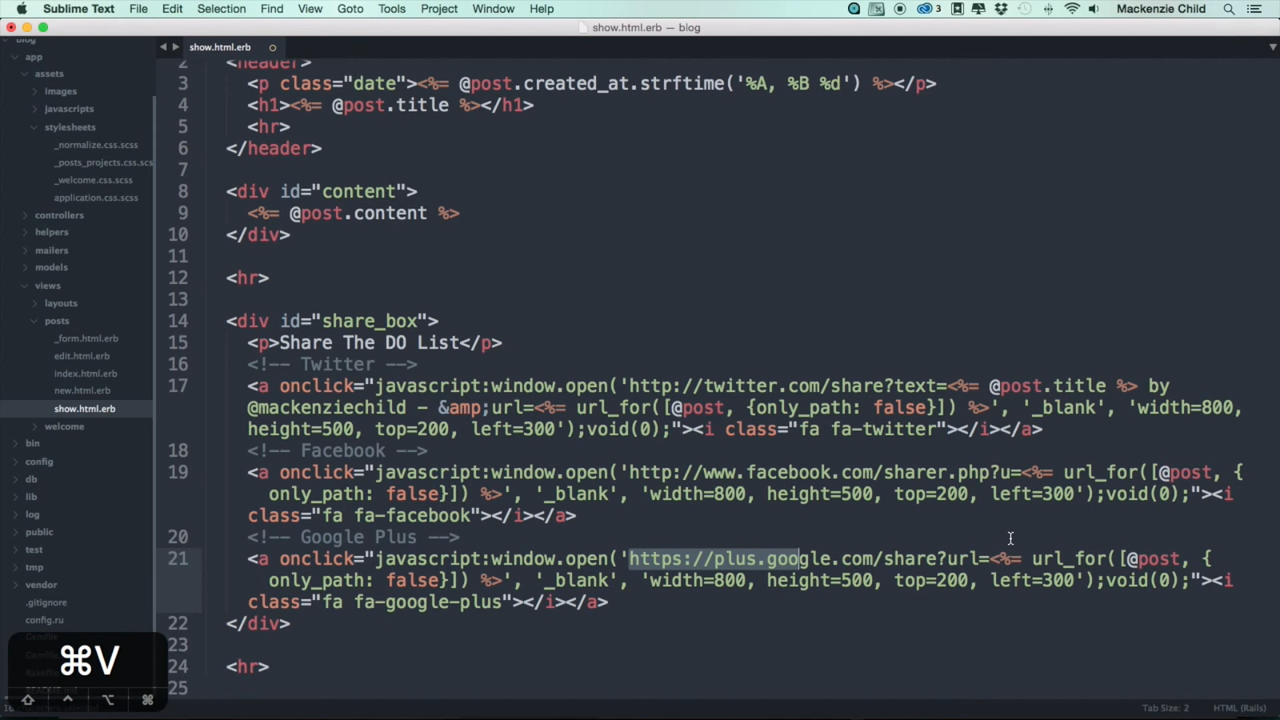 Sublime Text File Edit Selection Find View Goto Tools Project Window Help 3 Mackenzie Child
show.html.erb — blog
show.html.erb
blog
app
assets
images
javascripts
stylesheets
_normalize.css.scss
_posts_projects.css.scs
_welcome.css.scss
application.css.scss
controllers
helpers
mailers
models
views
layouts
posts
_form.html.erb
edit.html.erb
index.html.erb
new.html.erb
show.html.erb
welcome
bin
config
db
lib
log
public
test
tmp
vendor
.gitignore
config.ru
Gemfile
2 <header>
3 <p class="date"><%= @post.created_at.strftime('%A, %B %d') %></p>
4 <h1><%= @post.title %></h1>
5 <hr>
6 </header>
7
8 <div id="content">
9 <%= @post.content %>
10 </div>
11
12 <hr>
13
14 <div id="share_box">
15 <p>Share The DO List</p>
16 <!-- Twitter -->
17 <a onclick="javascript:window.open('http://twitter.com/share?text=<%= @post.title %> by
@mackenziechild - &amp;url=<%= url_for([@post, {only_path: false}]) %>', '_blank', 'width=800,
height=500, top=200, left=300');void(0);"><i class="fa fa-twitter"></i></a>
18 <!-- Facebook -->
19 <a onclick="javascript:window.open('http://www.facebook.com/sharer.php?u=<%= url_for([@post, {
only_path: false}]) %>', '_blank', 'width=800, height=500, top=200, left=300');void(0);"><i
class="fa fa-facebook"></i></a>
20 <!-- Google Plus -->
21 <a onclick="javascript:window.open('https://plus.google.com/share?url=<%= url_for([@post, {
only_path: false}]) %>', '_blank', 'width=800, height=500, top=200, left=300');void(0);"><i
class="fa fa-google-plus"></i></a>
22 </div>
23
24 <hr>
25
⌘V
Tab Size: 2 HTML (Rails)